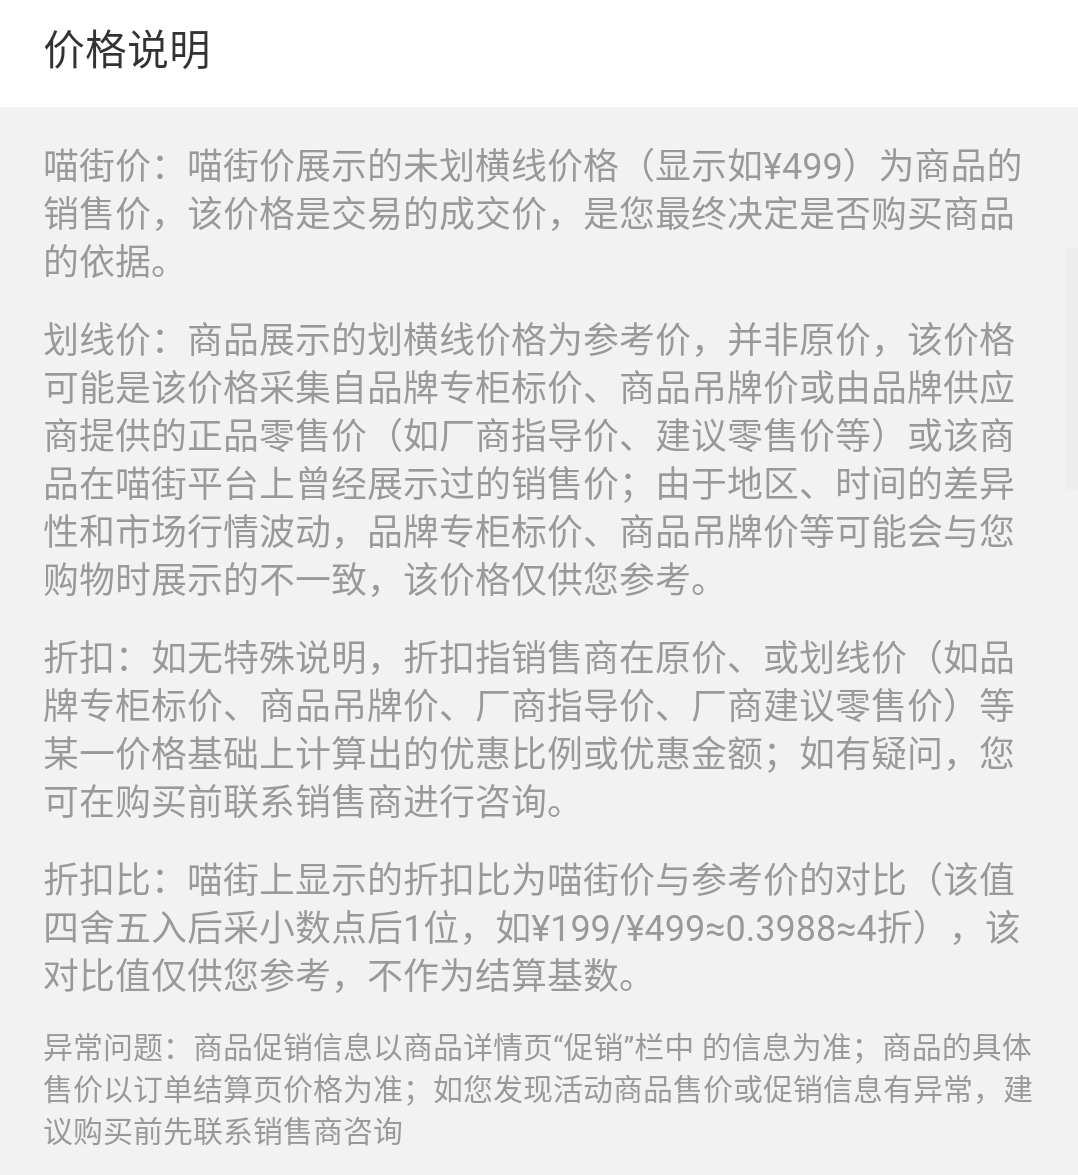 价格说明
喵街价：喵街价展示的未划横线价格（显示如¥499）为商品的
销售价，该价格是交易的成交价，是您最终决定是否购买商品
的依据。
划线价：商品展示的划横线价格为参考价，并非原价，该价格
可能是该价格采集自品牌专柜标价、商品吊牌价或由品牌供应
商提供的正品零售价（如厂商指导价、建议零售价等）或该商
品在喵街平台上曾经展示过的销售价；由于地区、时间的差异
性和市场行情波动，品牌专柜标价、商品吊牌价等可能会与您
购物时展示的不一致，该价格仅供您参考。
折扣：如无特殊说明，折扣指销售商在原价、或划线价（如品
牌专柜标价、商品吊牌价、厂商指导价、厂商建议零售价）等
某一价格基础上计算出的优惠比例或优惠金额；如有疑问，您
可在购买前联系销售商进行咨询。
折扣比：喵街上显示的折扣比为喵街价与参考价的对比（该值
四舍五入后采小数点后1位，如¥199/¥499≈0.3988≈4折），该
对比值仅供您参考，不作为结算基数。
异常问题：商品促销信息以商品详情页“促销”栏中 的信息为准；商品的具体
售价以订单结算页价格为准；如您发现活动商品售价或促销信息有异常，建
议购买前先联系销售商咨询